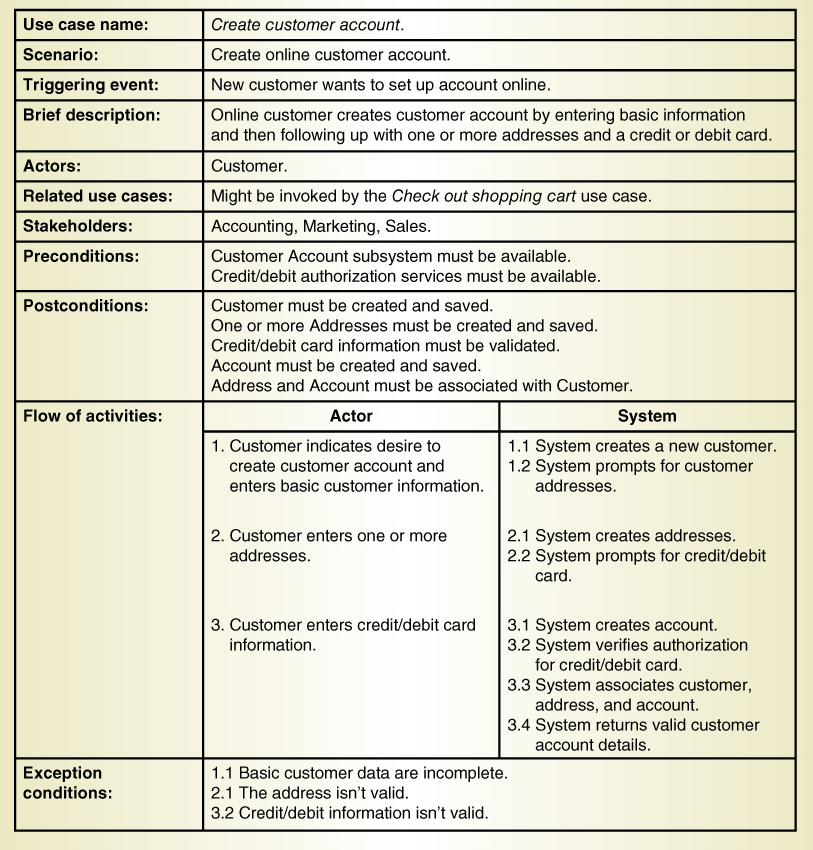 Use case name: Create customer account.
Scenario: Create online customer account.
Triggering event: New customer wants to set up account online.
Brief description: Online customer creates customer account by entering basic information
and then following up with one or more addresses and a credit or debit card.
Actors: Customer.
Related use cases: Might be invoked by the Check out shopping cart use case.
Stakeholders: Accounting, Marketing, Sales.
Preconditions: Customer Account subsystem must be available.
Credit/debit authorization services must be available.
Postconditions: Customer must be created and saved.
One or more Addresses must be created and saved.
Credit/debit card information must be validated.
Account must be created and saved.
Address and Account must be associated with Customer.
Flow of activities: Actor System
1. Customer indicates desire to
create customer account and
enters basic customer information.
1.1 System creates a new customer.
1.2 System prompts for customer
addresses.
2. Customer enters one or more
addresses.
2.1 System creates addresses.
2.2 System prompts for credit/debit
card.
3. Customer enters credit/debit card
information.
3.1 System creates account.
3.2 System verifies authorization
for credit/debit card.
3.3 System associates customer,
address, and account.
3.4 System returns valid customer
account details.
Exception
conditions:
1.1 Basic customer data are incomplete.
2.1 The address isn't valid.
3.2 Credit/debit information isn't valid.